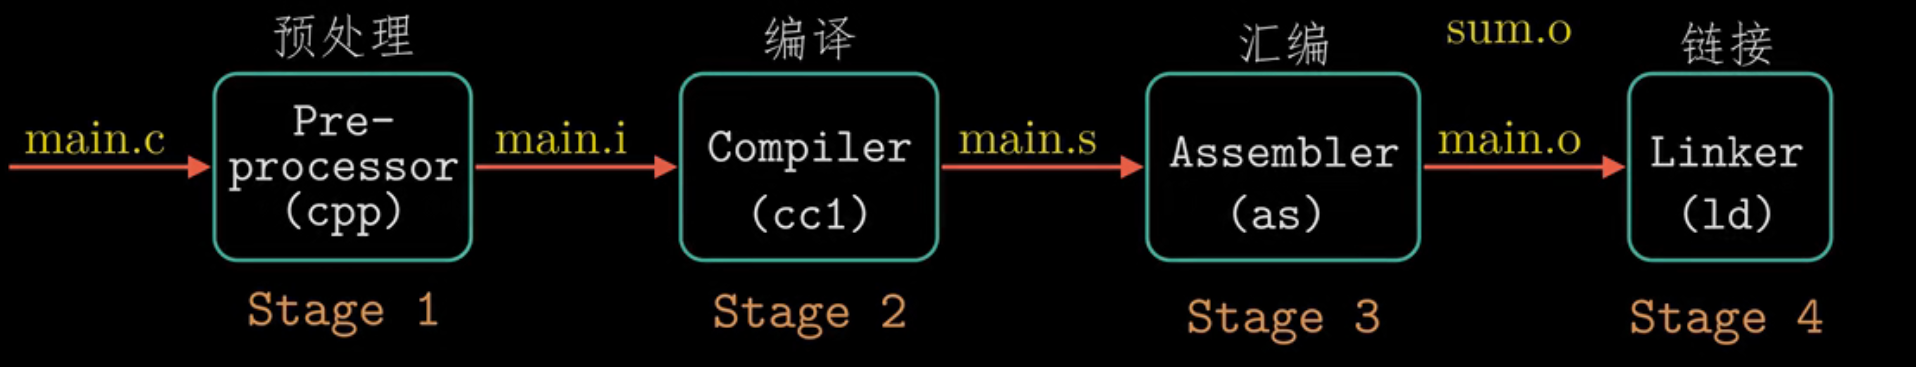 预处理
编译
汇编
sum.o
链接
main.c
Pre-
processor
(cpp)
main.i
Compiler
(cc1)
main.s
Assembler
(as)
main.o
Linker
(ld)
Stage 1
Stage 2
Stage 3
Stage 4